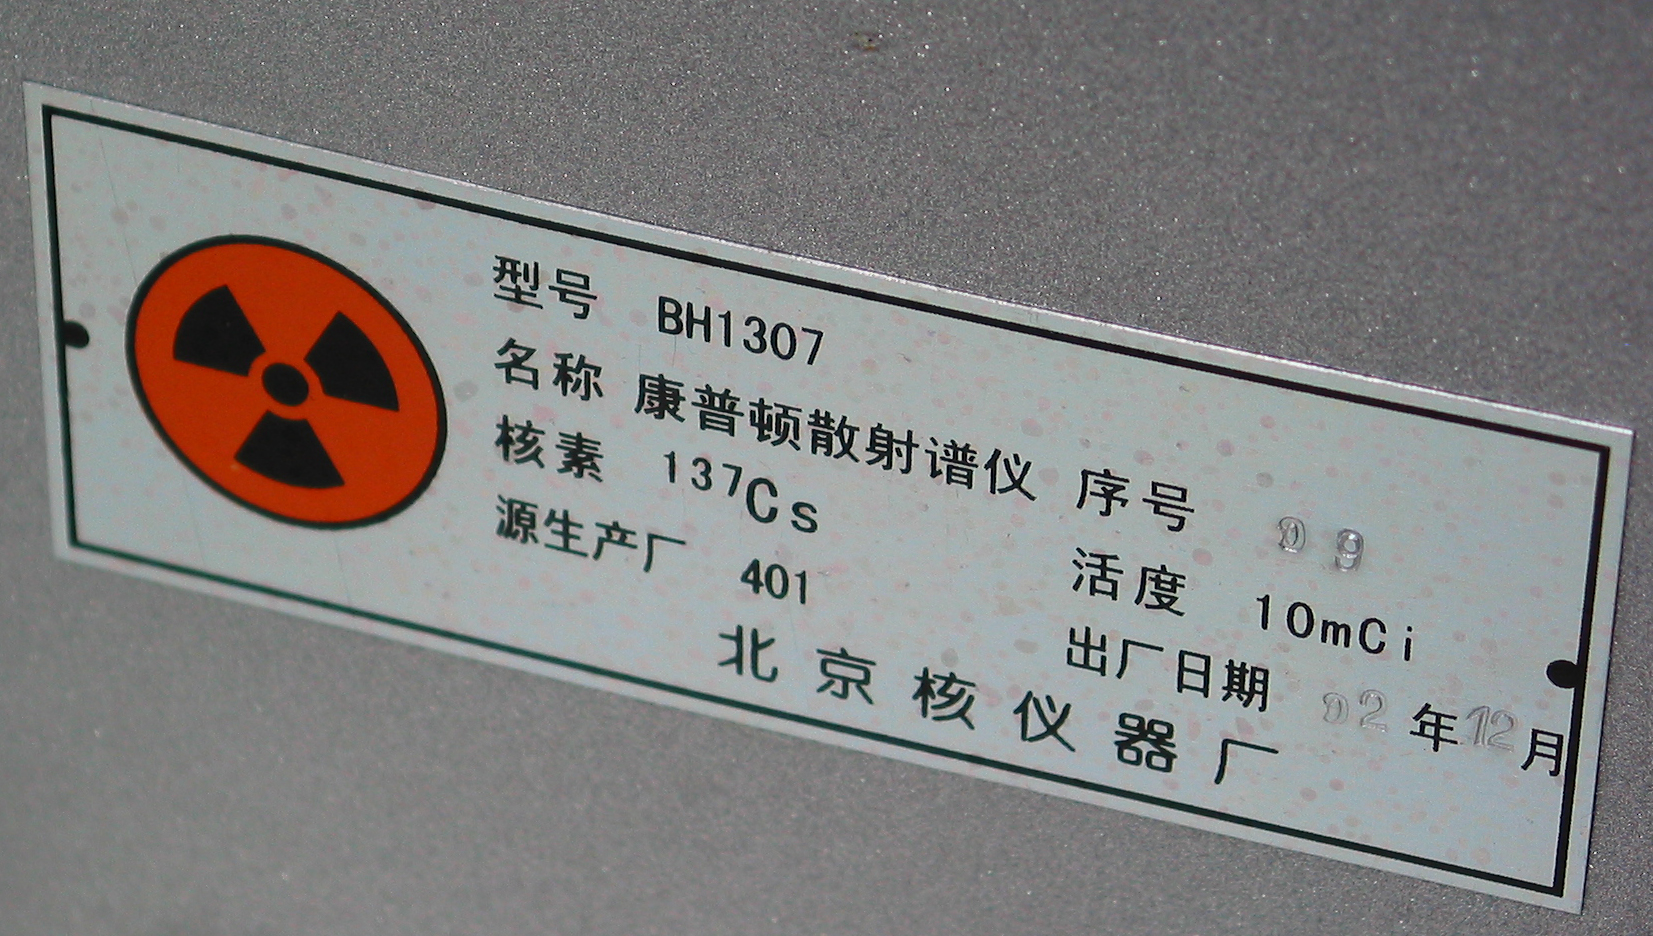 型号 BH1307
名称 康普顿散射谱仪 序号 09
核素 137Cs 活度 10mCi
源生产厂 401 出厂日期 02年12月
北京核仪器厂